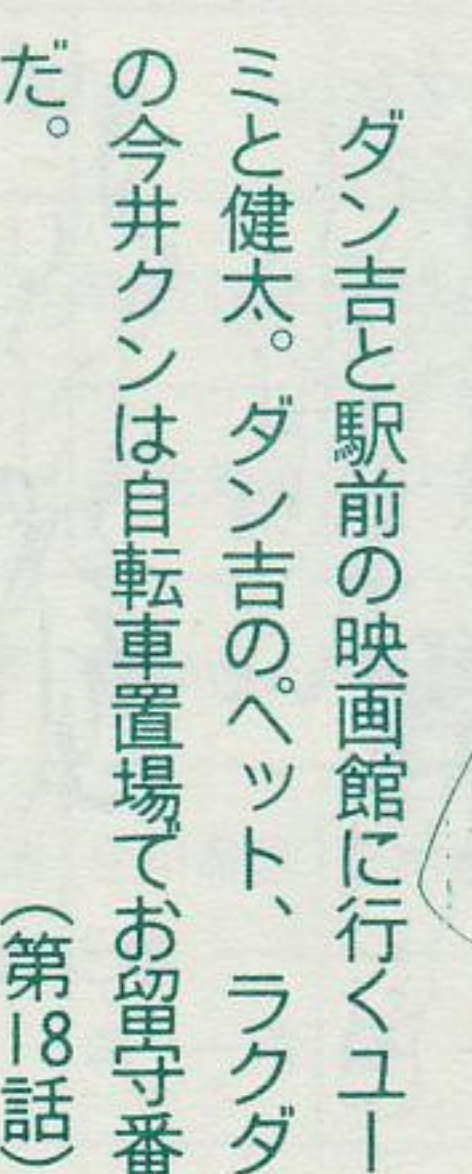 ダン吉と駅前の映画館に行くユー
ミと健太。ダン吉のペット、ラクダ
の今井クンは自転車置場でお留守番
だ。　　　　　　　　　（第18話）